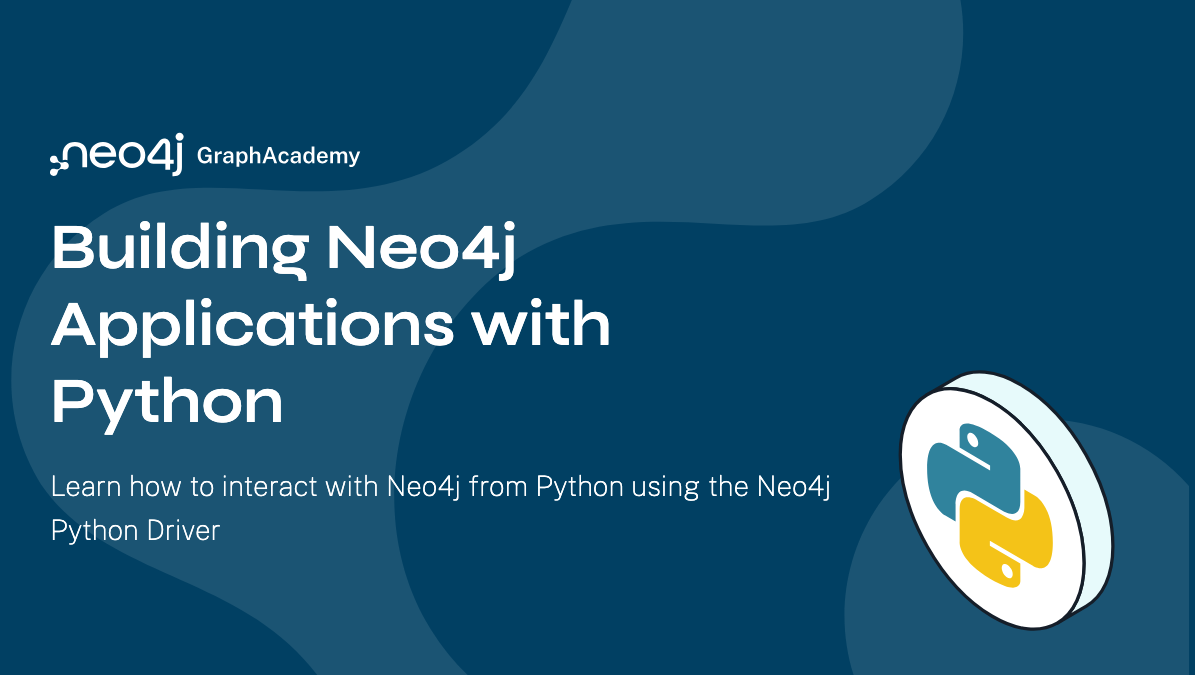 neo4j GraphAcademy
Building Neo4j
Applications with
Python
Learn how to interact with Neo4j from Python using the Neo4j
Python Driver